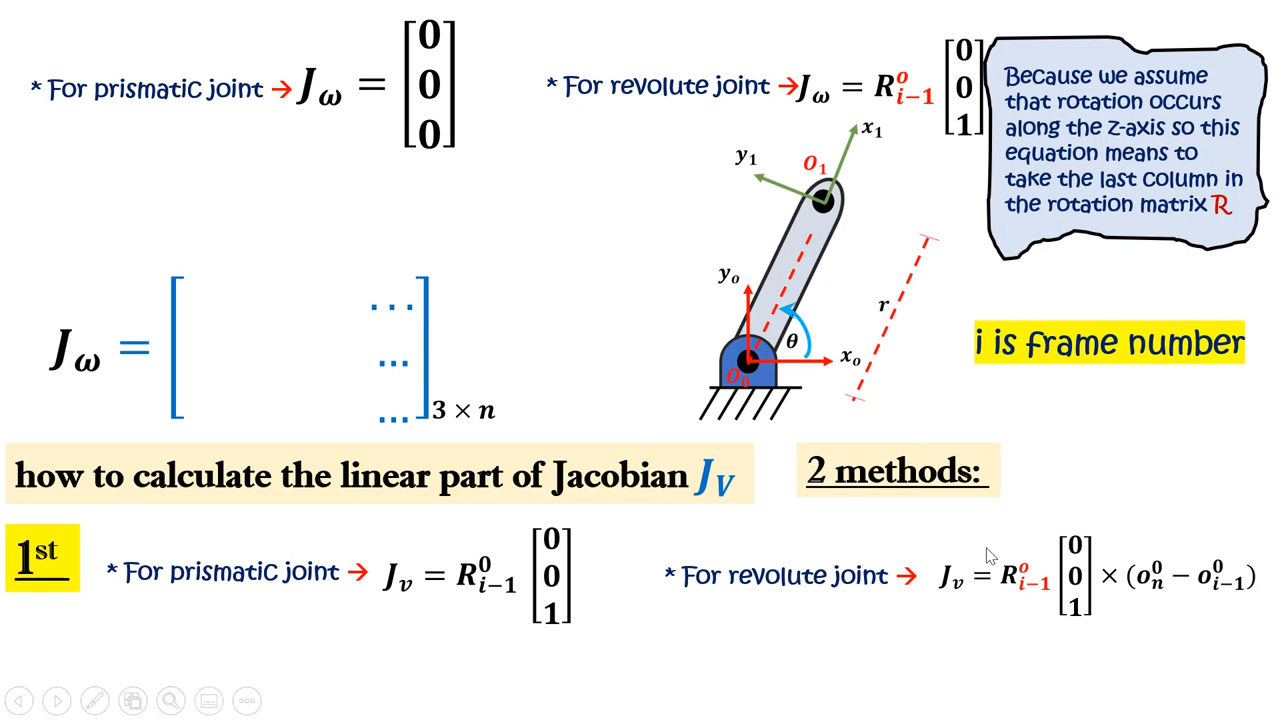 * For prismatic joint → J_ω = [0 0 0]
* For revolute joint → J_ω = R^o_{i−1} [0 0 1]
Because we assume
that rotation occurs
along the z-axis so this
equation means to
take the last column in
the rotation matrix R
x₁
y₁
O₁
y_o
r
θ
x_o
O₀
i is frame number
J_ω = [ ... ... ... ] 3 × n
how to calculate the linear part of Jacobian J_V
2 methods:
1st
* For prismatic joint → J_v = R^0_{i−1} [0 0 1]
* For revolute joint → J_v = R^o_{i−1} [0 0 1] × (o^0_n − o^0_{i−1})